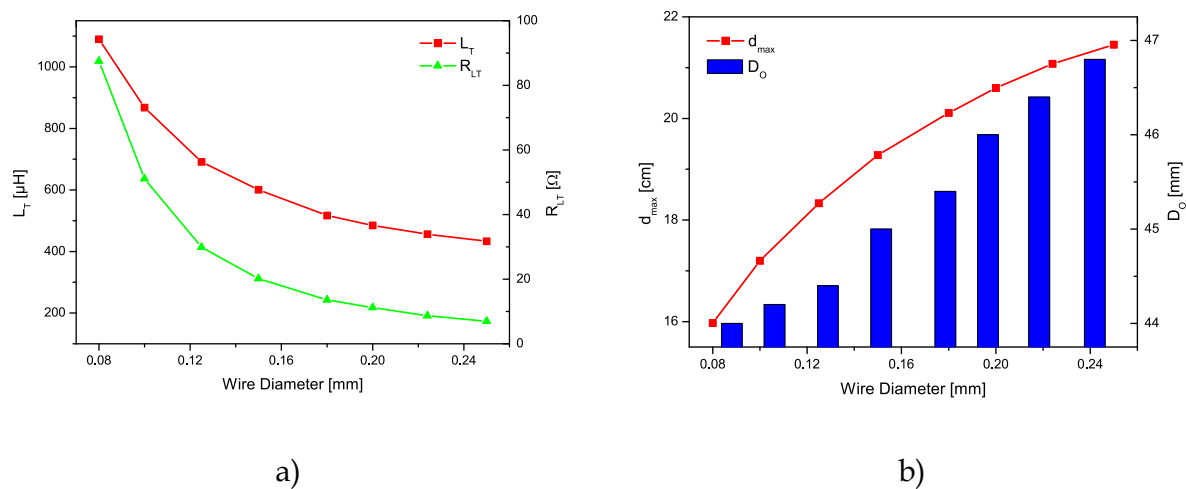 100
80
60
40
20
0
1000
800
600
400
200
0.08
0.12
0.16
0.20
0.24
L_T [µH]
R_LT [Ω]
Wire Diameter [mm]
L_T
R_LT
a)
22
20
18
16
47
46
45
44
0.08
0.12
0.16
0.20
0.24
d_max [cm]
D_O [mm]
Wire Diameter [mm]
d_max
D_O
b)